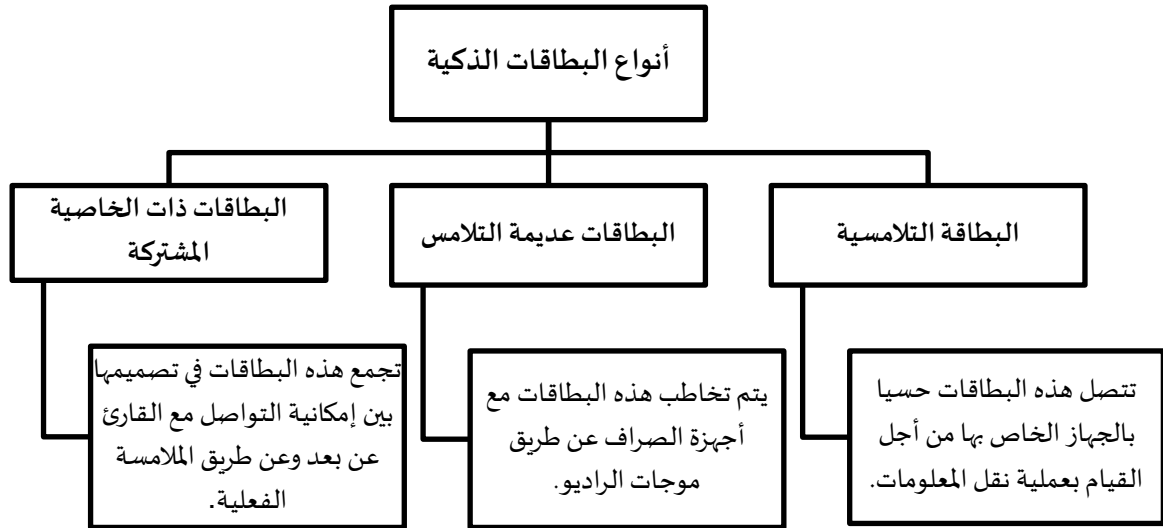 أنواع البطاقات الذكية
البطاقة التلامسية
البطاقات عديمة التلامس
البطاقات ذات الخاصية
المشتركة
تتصل هذه البطاقات حسيا
بالجهاز الخاص بها من أجل
القيام بعملية نقل المعلومات.
يتم تخاطب هذه البطاقات مع
أجهزة الصراف عن طريق
موجات الراديو.
تجمع هذه البطاقات في تصميمها
بين إمكانية التواصل مع القارئ
عن بعد وعن طريق الملامسة
الفعلية.